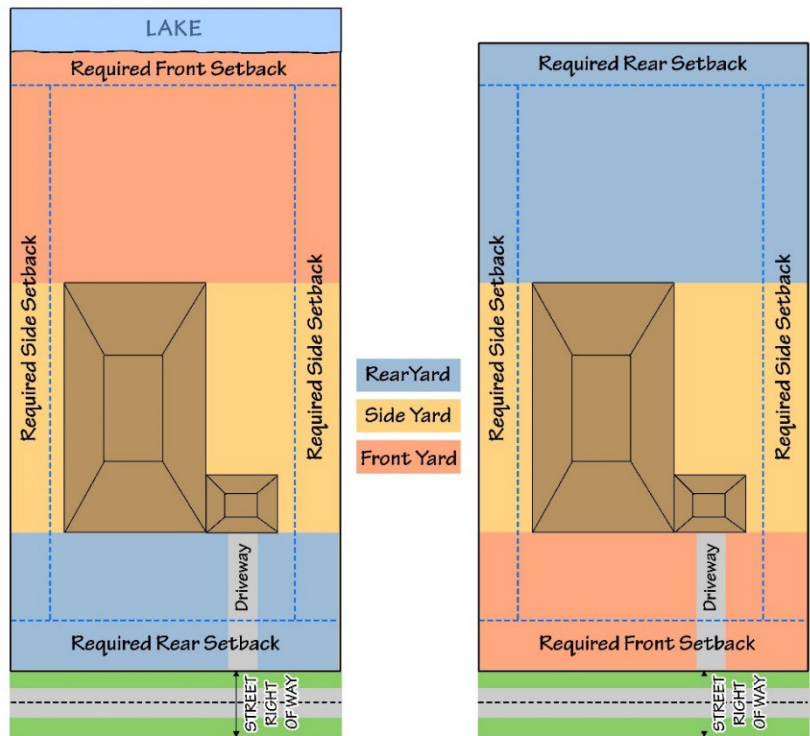 LAKE
Required Front Setback
Required Side Setback
Required Side Setback
Driveway
Required Rear Setback
STREET
RIGHT
OF WAY
Rear Yard
Side Yard
Front Yard
Required Rear Setback
Required Side Setback
Required Side Setback
Driveway
Required Front Setback
STREET
RIGHT
OF WAY